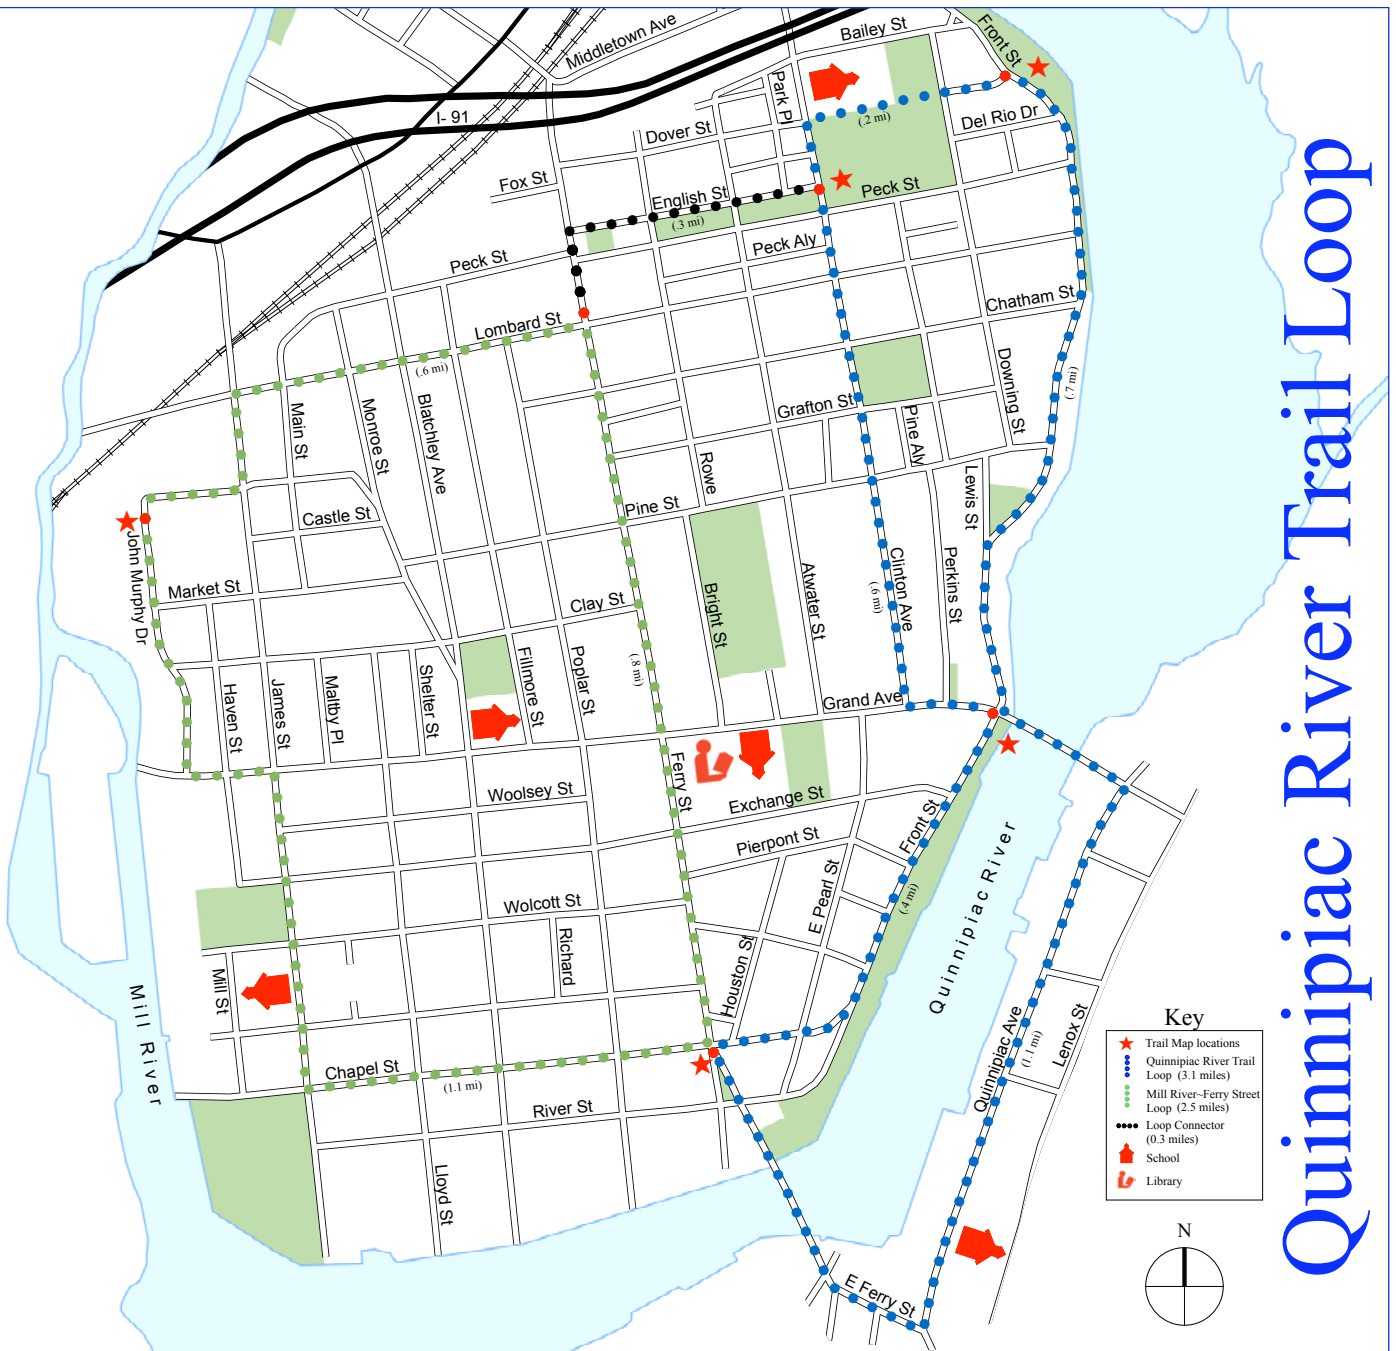 Quinnipiac River Trail Loop
Middletown Ave
Bailey St
Front St
I- 91
Park Pl
(.2 mi)
Del Rio Dr
Dover St
Fox St
English St
(.3 mi)
Peck St
Peck St
Peck Aly
Chatham St
Lombard St
(.6 mi)
Downing St
(.7 mi)
Main St
Monroe St
Blatchley Ave
Grafton St
Pine Aly
Rowe
Lewis St
Pine St
Castle St
John Murphy Dr
Market St
Clay St
Bright St
Atwater St
Clinton Ave
(.6 mi)
Perkins St
(.8 mi)
Haven St
James St
Maltby Pl
Shelter St
Fillmore St
Poplar St
Grand Ave
Ferry St
Woolsey St
Exchange St
Pierpont St
Front St
E Pearl St
(.4 mi)
Quinnipiac River
Wolcott St
Richard
Houston St
Mill St
Mill River
Chapel St
(1.1 mi)
River St
Lloyd St
Quinnipiac Ave
(1.1 mi)
Lenox St
E Ferry St
Key
Trail Map locations
Quinnipiac River Trail
Loop (3.1 miles)
Mill River~Ferry Street
Loop (2.5 miles)
Loop Connector
(0.3 miles)
School
Library
N